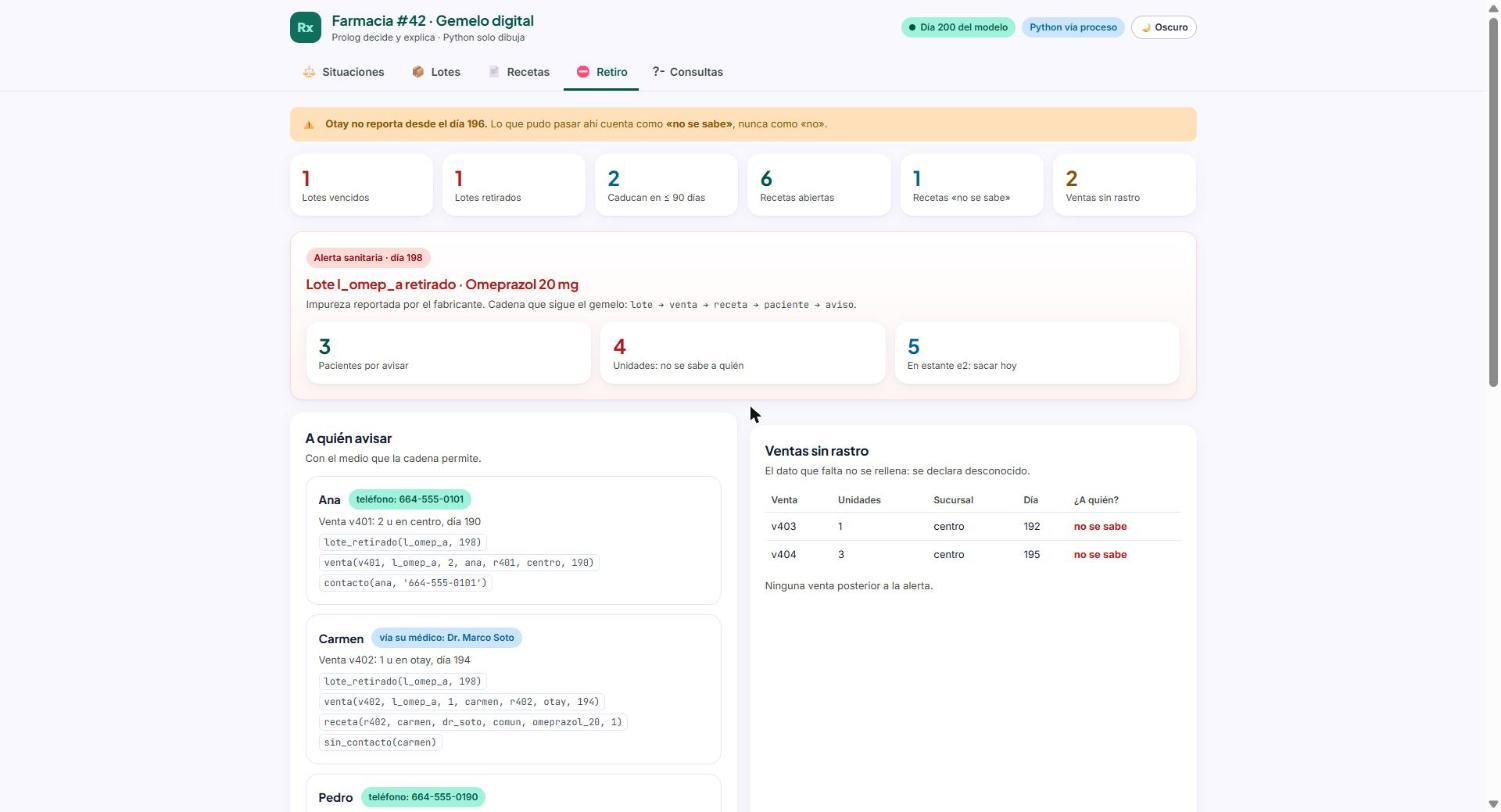 Rx
Farmacia #42 · Gemelo digital
Prolog decide y explica · Python solo dibuja
Día 200 del modelo
Python vía proceso
Oscuro
Situaciones
Lotes
Recetas
Retiro
?- Consultas
Otay no reporta desde el día 196. Lo que pudo pasar ahí cuenta como «no se sabe», nunca como «no».
1
Lotes vencidos
1
Lotes retirados
2
Caducan en ≤ 90 días
6
Recetas abiertas
1
Recetas «no se sabe»
2
Ventas sin rastro
Alerta sanitaria · día 198
Lote l_omep_a retirado · Omeprazol 20 mg
Impureza reportada por el fabricante. Cadena que sigue el gemelo: lote → venta → receta → paciente → aviso.
3
Pacientes por avisar
4
Unidades: no se sabe a quién
5
En estante e2: sacar hoy
A quién avisar
Con el medio que la cadena permite.
Ana teléfono: 664-555-0101
Venta v401: 2 u en centro, día 190
lote_retirado(l_omep_a, 198)
venta(v401, l_omep_a, 2, ana, r401, centro, 190)
contacto(ana, '664-555-0101')
Carmen vía su médico: Dr. Marco Soto
Venta v402: 1 u en otay, día 194
lote_retirado(l_omep_a, 198)
venta(v402, l_omep_a, 1, carmen, r402, otay, 194)
receta(r402, carmen, dr_soto, comun, omeprazol_20, 1)
sin_contacto(carmen)
Pedro teléfono: 664-555-0190
Ventas sin rastro
El dato que falta no se rellena: se declara desconocido.
Venta Unidades Sucursal Día ¿A quién?
v403 1 centro 192 no se sabe
v404 3 centro 195 no se sabe
Ninguna venta posterior a la alerta.